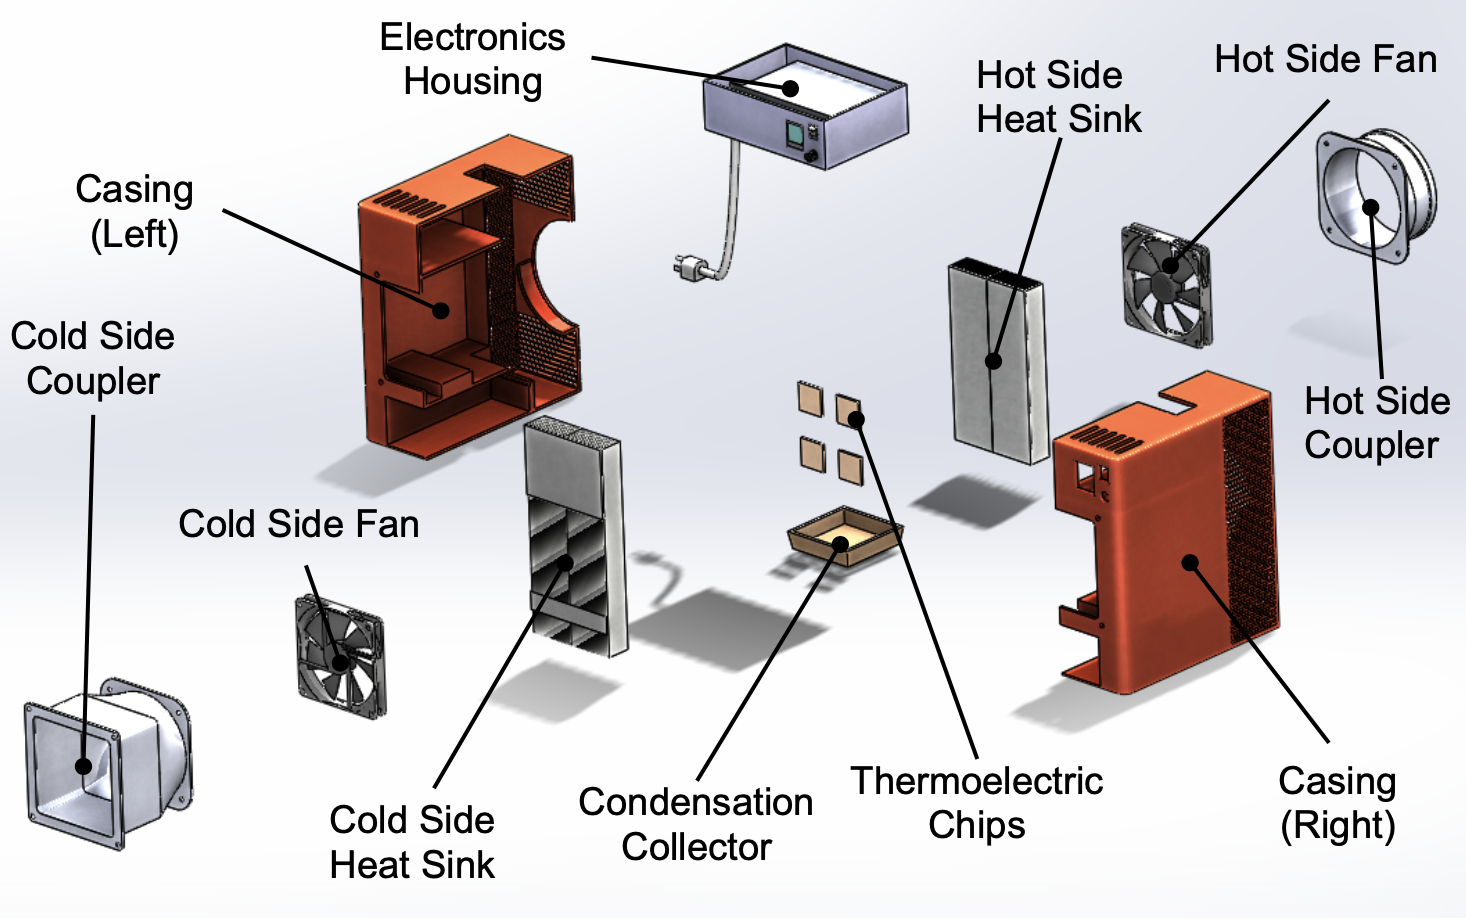 Electronics
Housing
Hot Side
Heat Sink
Hot Side Fan
Casing
(Left)
Cold Side
Coupler
Hot Side
Coupler
Cold Side Fan
Cold Side
Heat Sink
Condensation
Collector
Thermoelectric
Chips
Casing
(Right)